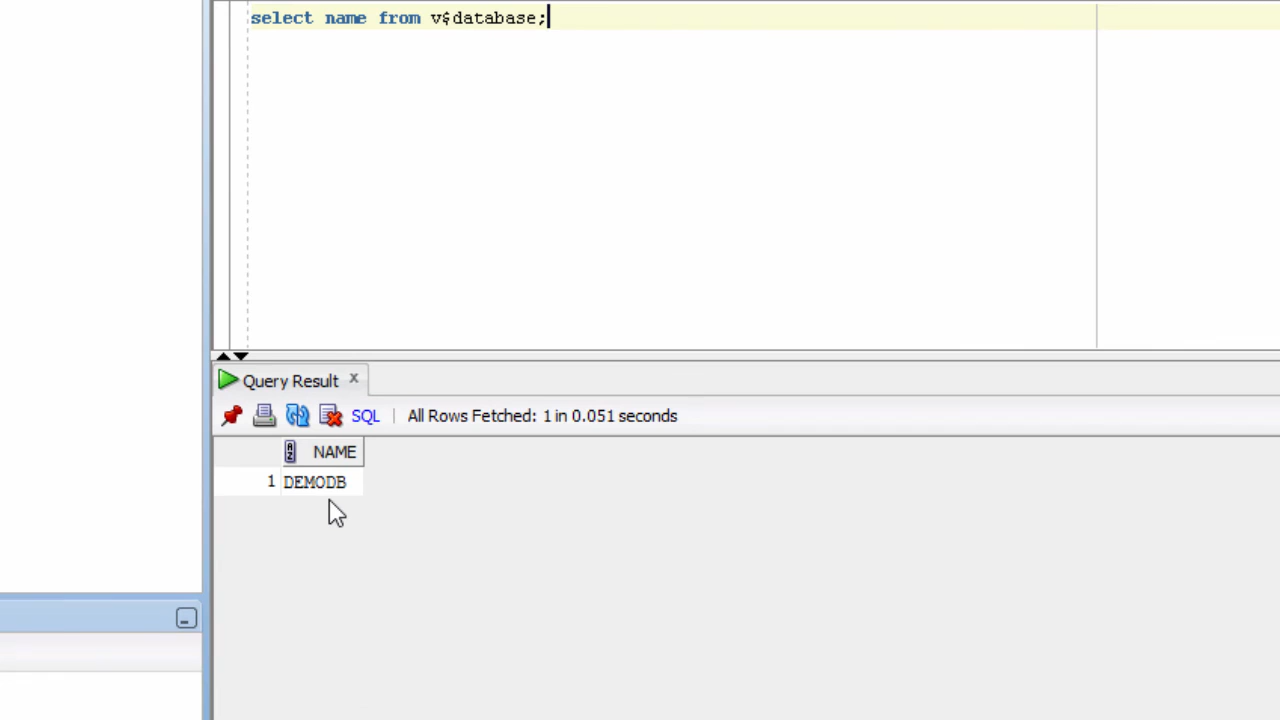 select name from v$database;
Query Result x
SQL | All Rows Fetched: 1 in 0.051 seconds
NAME
1 DEMODB